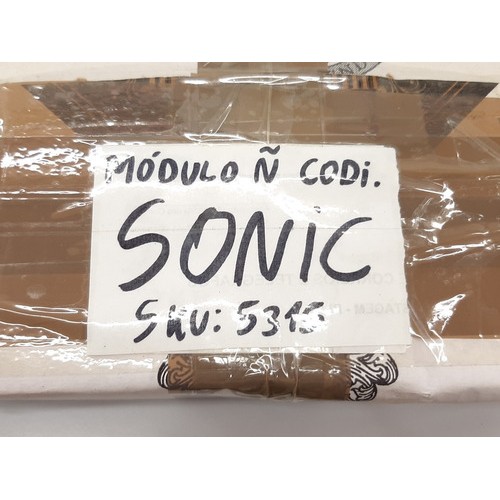 MÓDULO Ñ CODi.
SONiC
SKU: 5315